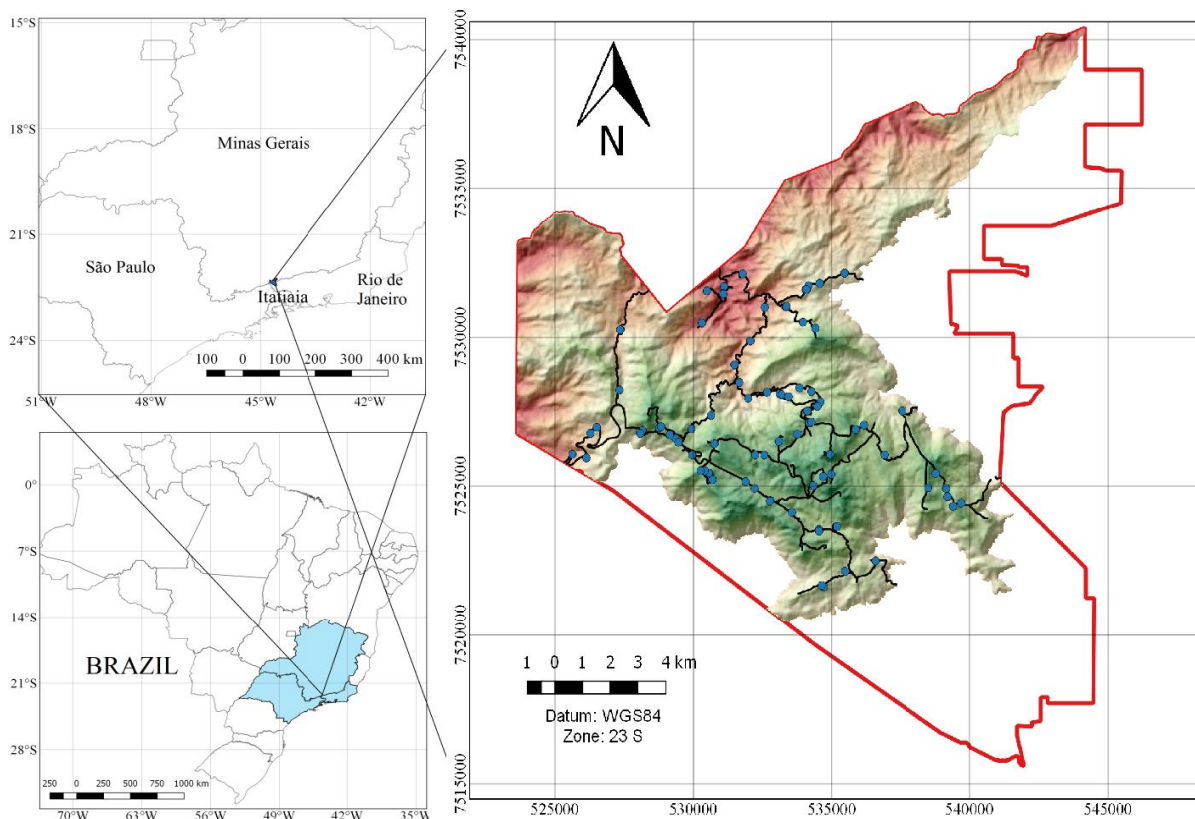 15°S
18°S
21°S
24°S
Minas Gerais
São Paulo
Rio de
Janeiro
Itatiaia
100 0 100 200 300 400 km
51°W 48°W 45°W 42°W
0°
7°S
14°S
21°S
28°S
BRAZIL
250 0 250 500 750 1000 km
70°W 63°W 56°W 49°W 42°W 35°W
7540000
7535000
7530000
7525000
7520000
7515000
N
1 0 1 2 3 4 km
Datum: WGS84
Zone: 23 S
525000 530000 535000 540000 545000